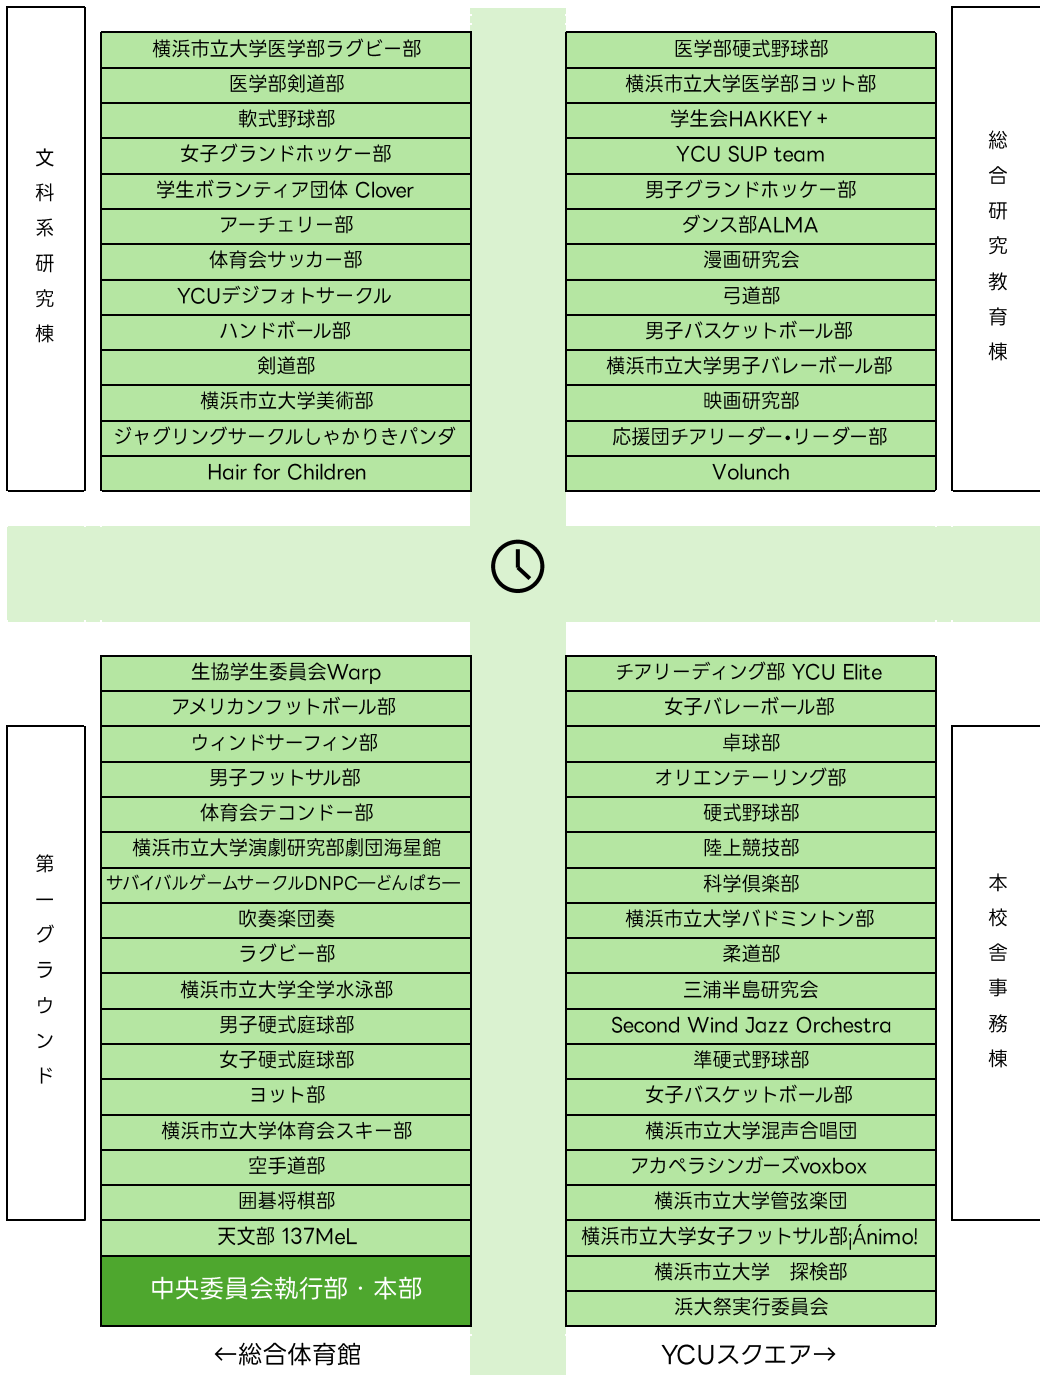 文科系研究棟
横浜市立大学医学部ラグビー部
医学部剣道部
軟式野球部
女子グランドホッケー部
学生ボランティア団体 Clover
アーチェリー部
体育会サッカー部
YCUデジフォトサークル
ハンドボール部
剣道部
横浜市立大学美術部
ジャグリングサークルしゃかりきパンダ
Hair for Children
医学部硬式野球部
横浜市立大学医学部ヨット部
学生会HAKKEY +
YCU SUP team
男子グランドホッケー部
ダンス部ALMA
漫画研究会
弓道部
男子バスケットボール部
横浜市立大学男子バレーボール部
映画研究部
応援団チアリーダー•リーダー部
Volunch
総合研究教育棟
第一グラウンド
生協学生委員会Warp
アメリカンフットボール部
ウィンドサーフィン部
男子フットサル部
体育会テコンドー部
横浜市立大学演劇研究部劇団海星館
サバイバルゲームサークルDNPC―どんぱち―
吹奏楽団奏
ラグビー部
横浜市立大学全学水泳部
男子硬式庭球部
女子硬式庭球部
ヨット部
横浜市立大学体育会スキー部
空手道部
囲碁将棋部
天文部 137MeL
中央委員会執行部・本部
←総合体育館
チアリーディング部 YCU Elite
女子バレーボール部
卓球部
オリエンテーリング部
硬式野球部
陸上競技部
科学倶楽部
横浜市立大学バドミントン部
柔道部
三浦半島研究会
Second Wind Jazz Orchestra
準硬式野球部
女子バスケットボール部
横浜市立大学混声合唱団
アカペラシンガーズvoxbox
横浜市立大学管弦楽団
横浜市立大学女子フットサル部¡Ánimo!
横浜市立大学　探検部
浜大祭実行委員会
YCUスクエア→
本校舎事務棟